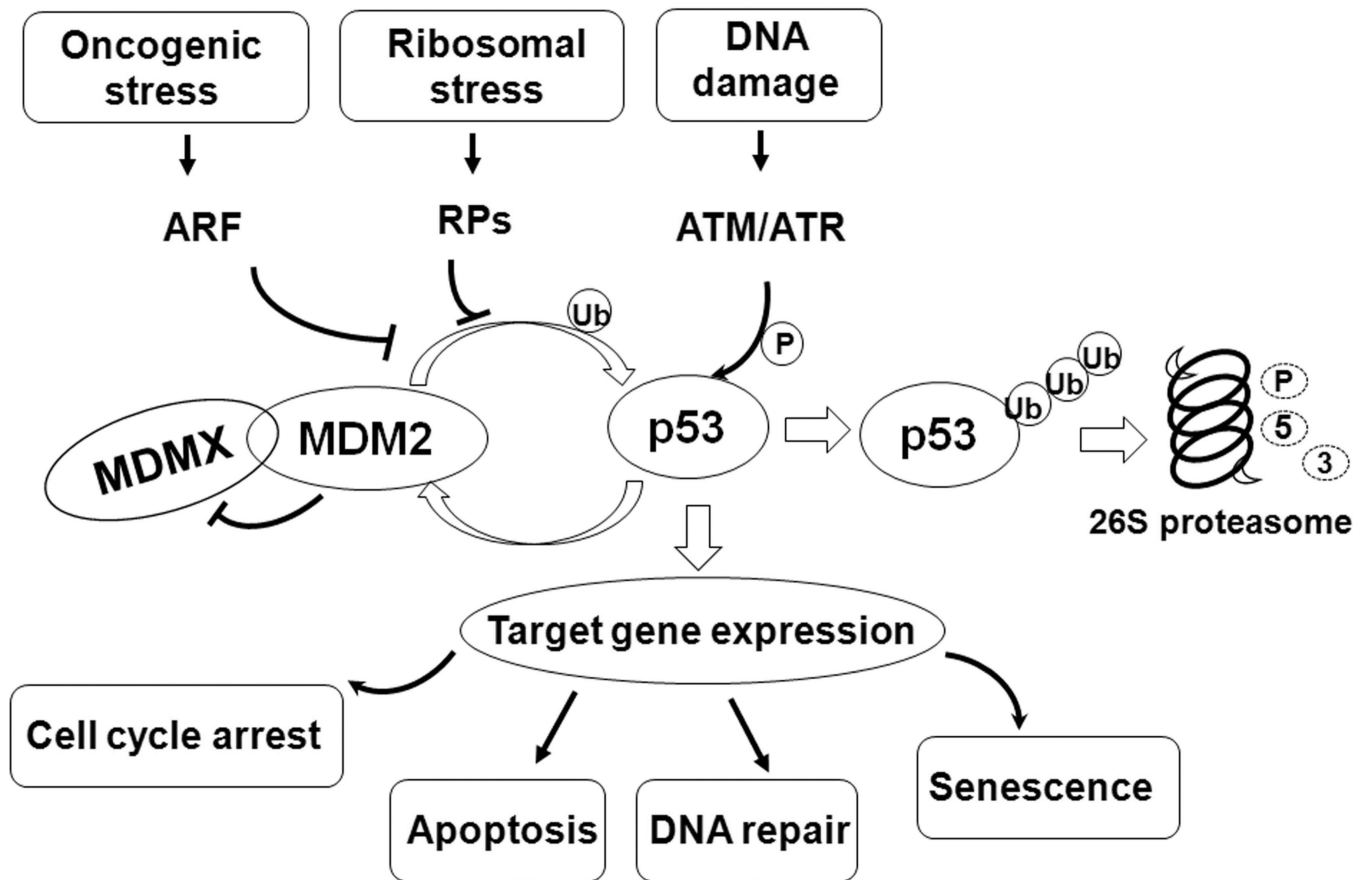 Oncogenic
stress
Ribosomal
stress
DNA
damage
ARF
RPs
ATM/ATR
Ub
P
MDMX
MDM2
p53
p53
Ub
Ub
Ub
P
5
3
26S proteasome
Target gene expression
Cell cycle arrest
Apoptosis
DNA repair
Senescence